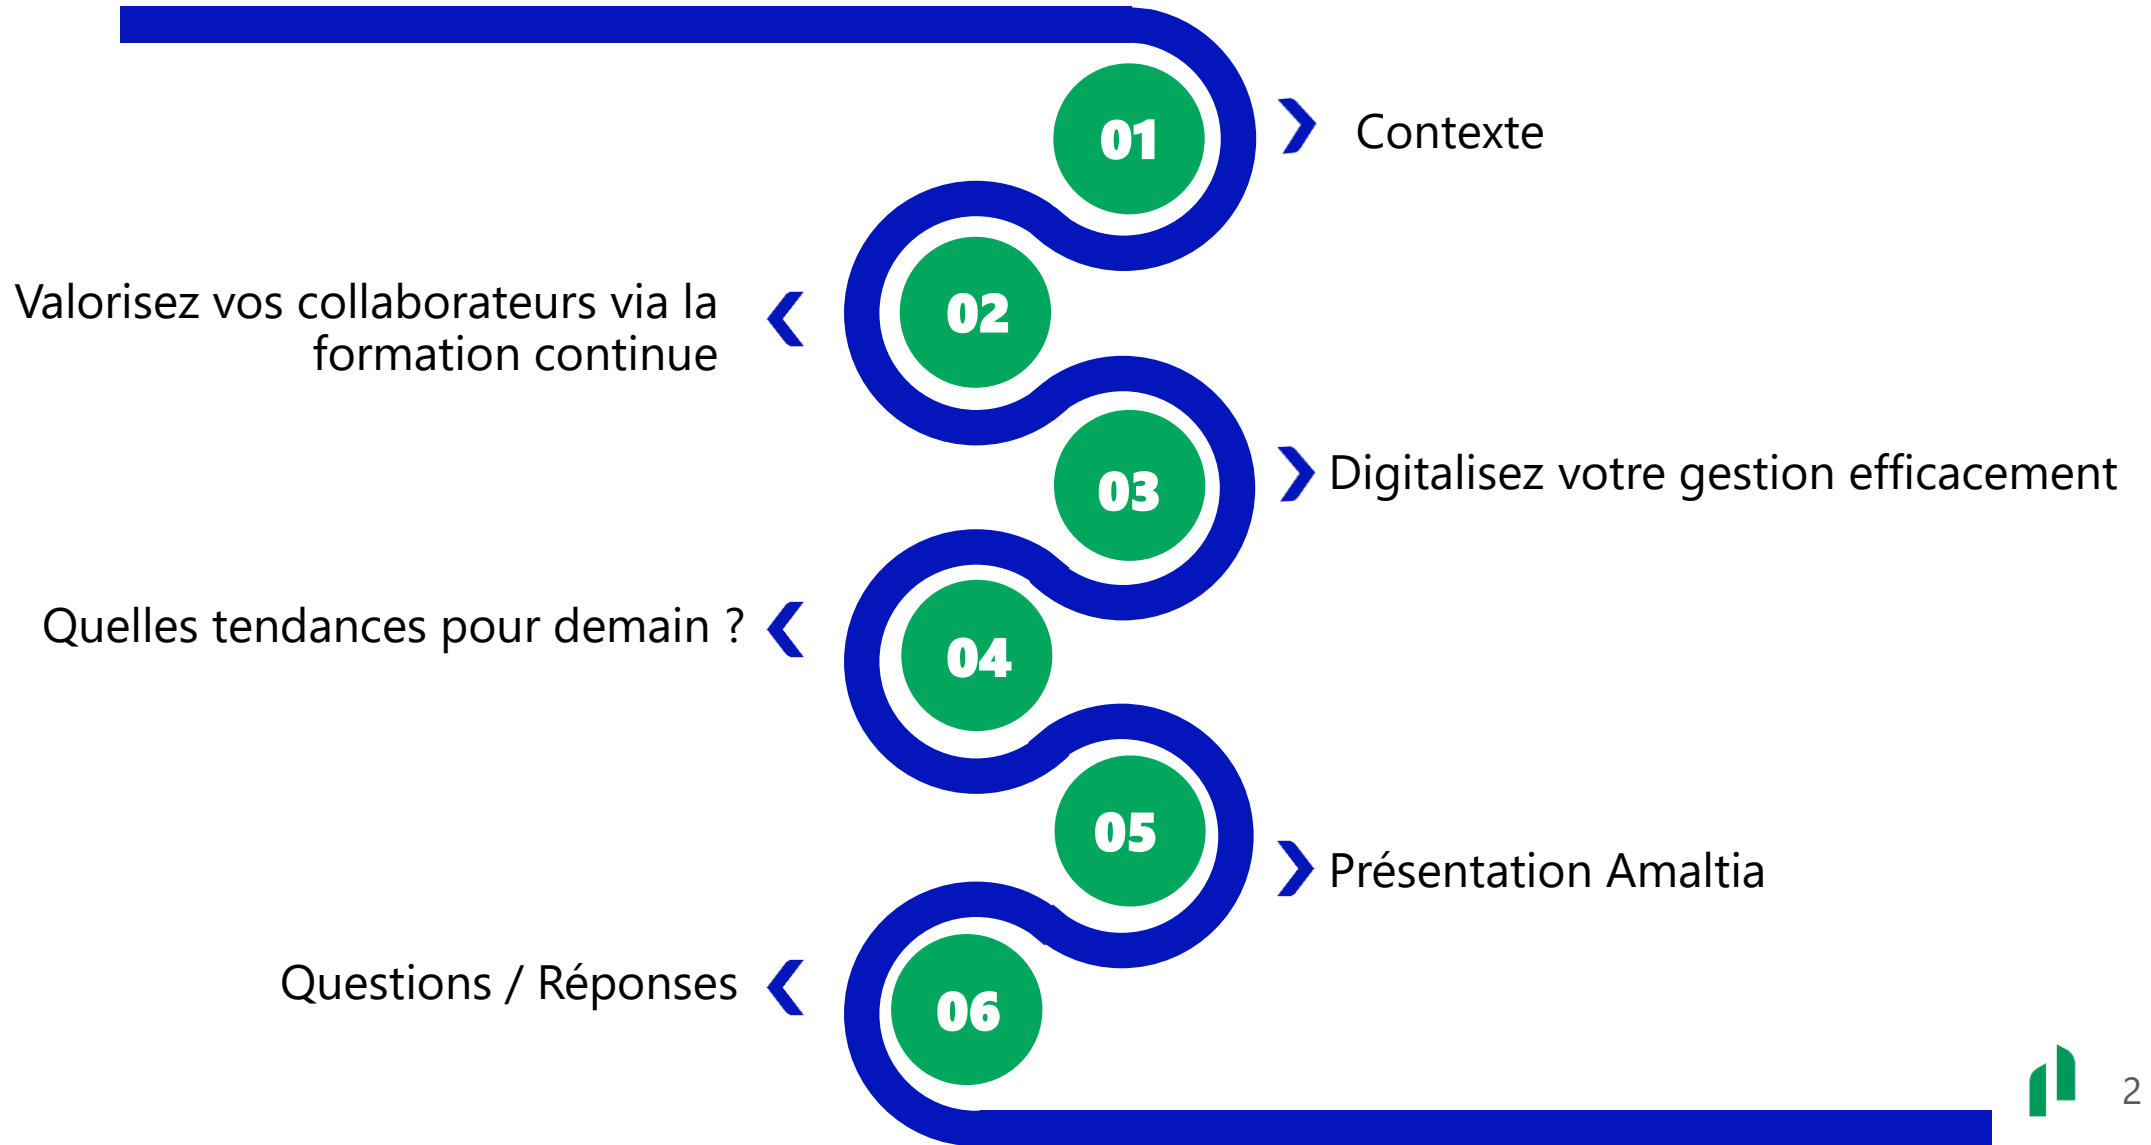 01
Contexte
02
Valorisez vos collaborateurs via la
formation continue
03
Digitalisez votre gestion efficacement
04
Quelles tendances pour demain ?
05
Présentation Amaltia
06
Questions / Réponses
2